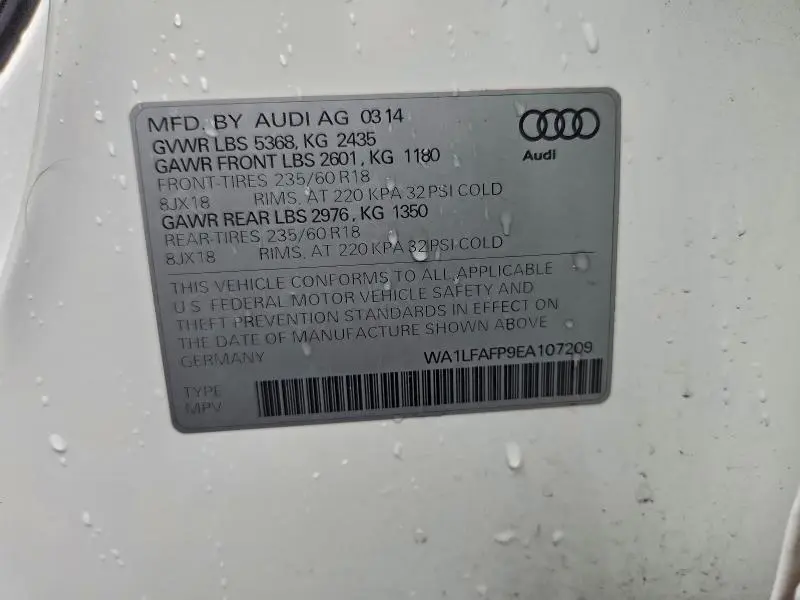 MFD. BY AUDI AG 03 14
GVWR LBS 5368, KG 2435
GAWR FRONT LBS 2601, KG 1180
FRONT-TIRES 235/60 R18
8JX18 RIMS, AT 220 KPA 32 PSI COLD
GAWR REAR LBS 2976, KG 1350
REAR-TIRES 235/60 R18
8JX18 RIMS, AT 220 KPA 32 PSI COLD
Audi
THIS VEHICLE CONFORMS TO ALL APPLICABLE
U.S. FEDERAL MOTOR VEHICLE SAFETY AND
THEFT PREVENTION STANDARDS IN EFFECT ON
THE DATE OF MANUFACTURE SHOWN ABOVE
GERMANY WA1LFAFP9EA107209
TYPE
MPV